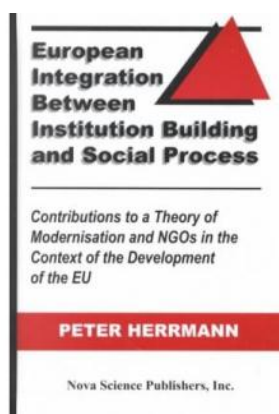 European
Integration
Between
Institution Building
and Social Process
Contributions to a Theory of
Modernisation and NGOs in the
Context of the Development
of the EU
PETER HERRMANN
Nova Science Publishers, Inc.